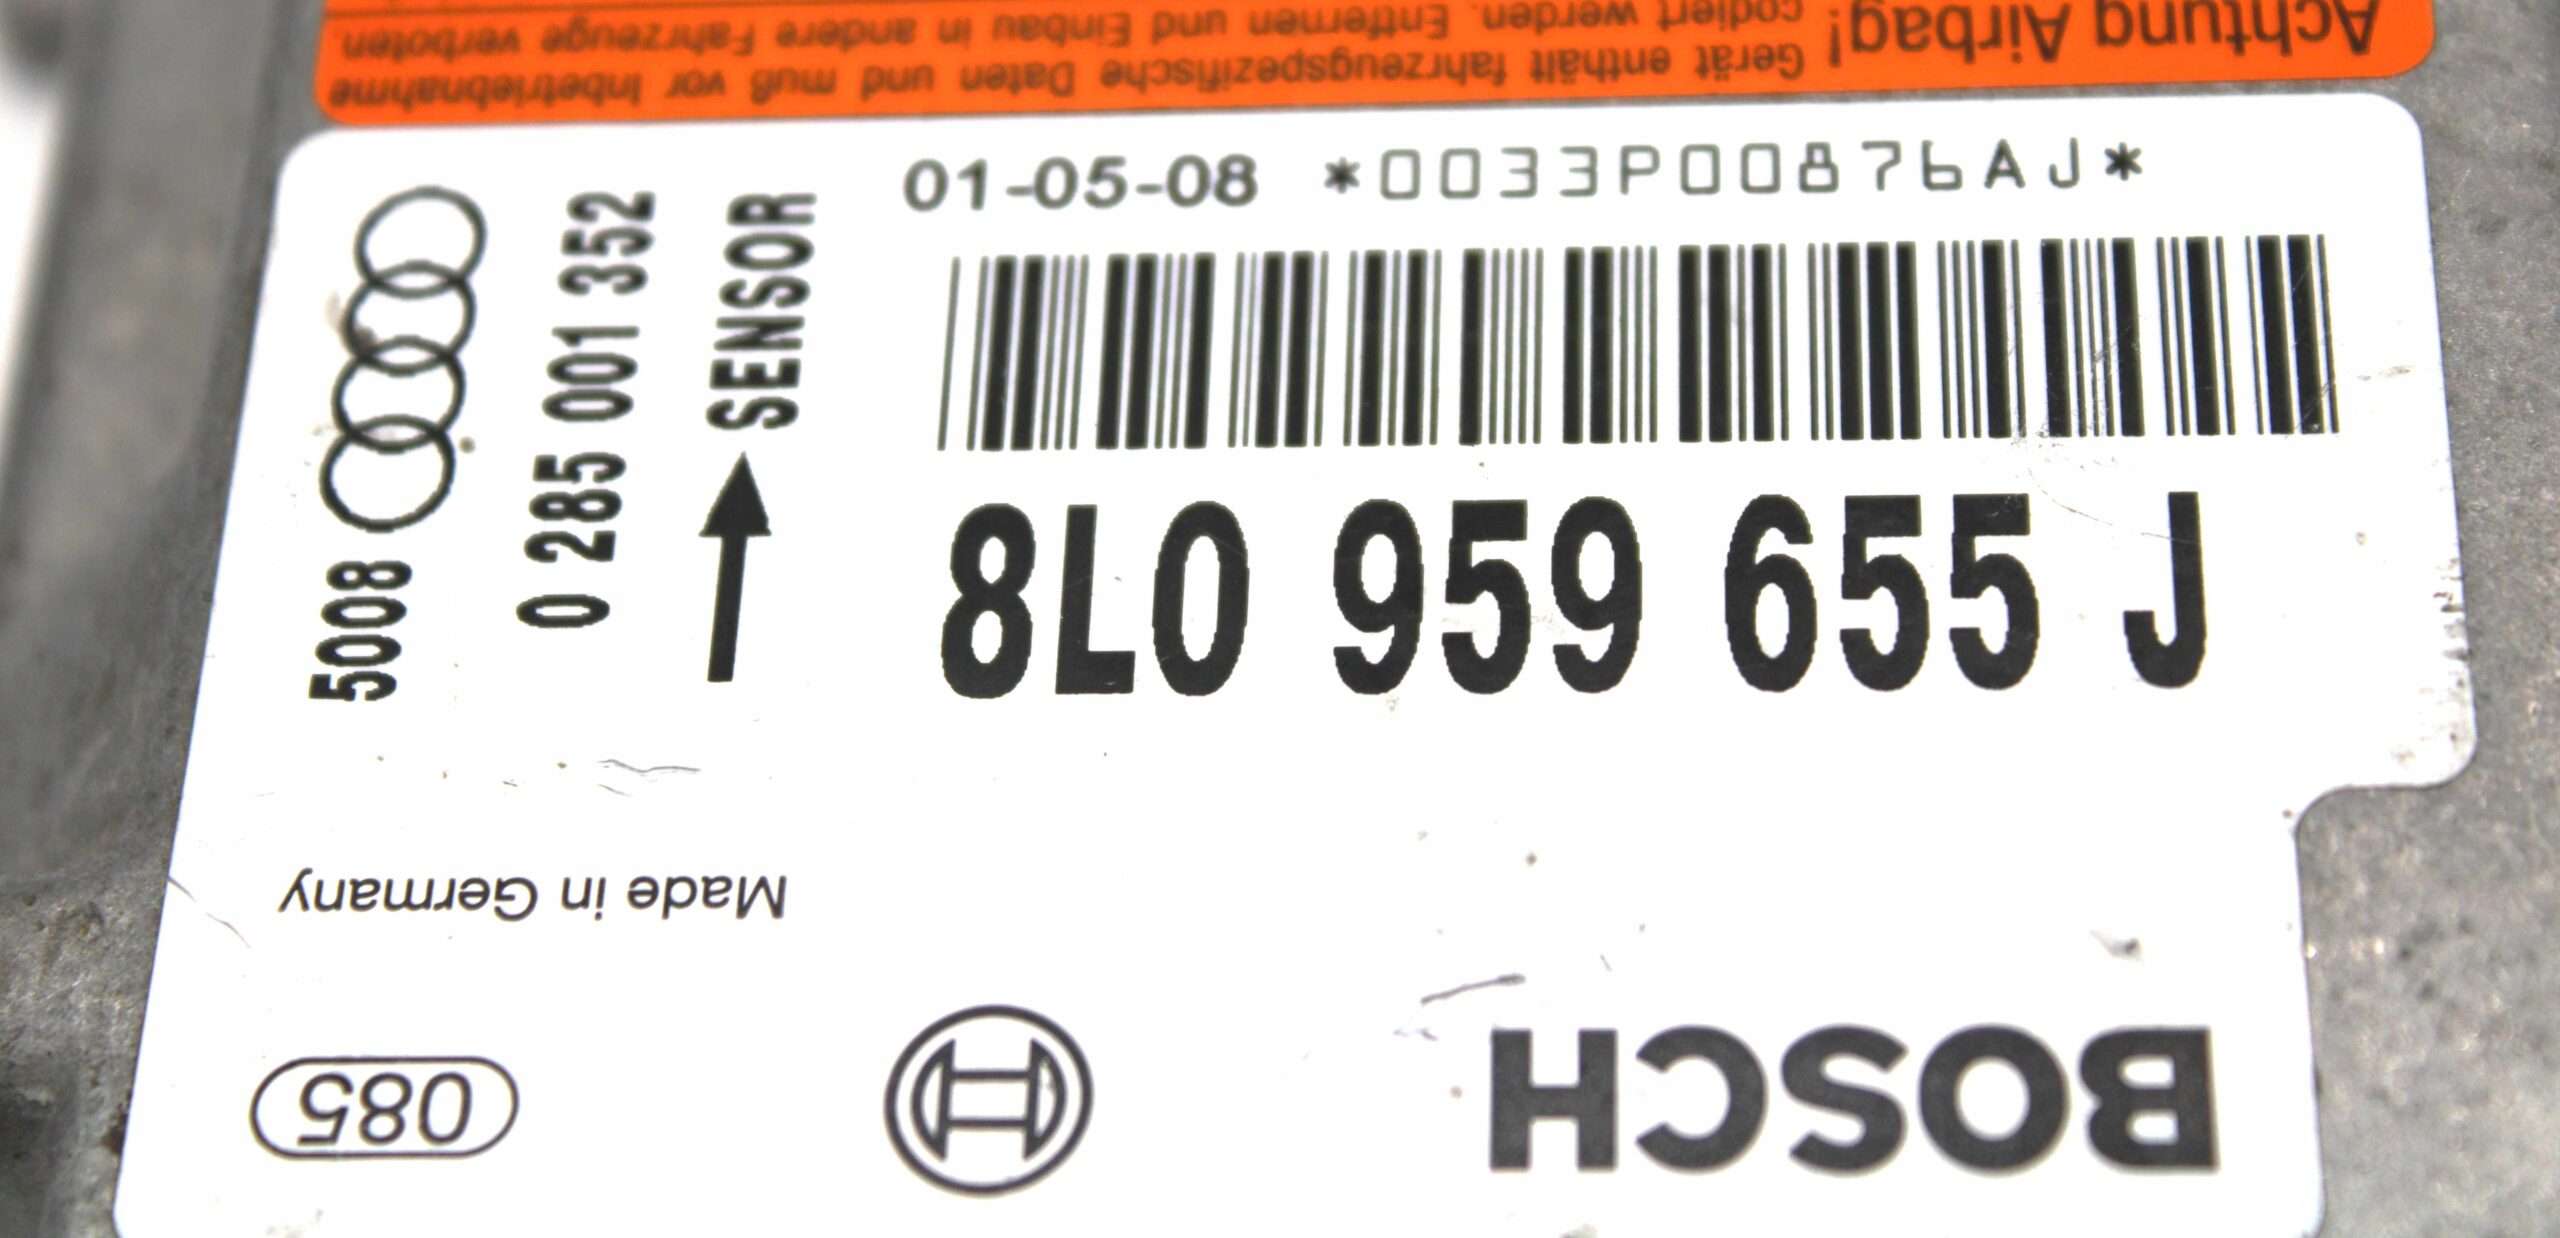 Achtung Airbag!
Gerät enthält fahrzeugspezifische Daten und muß vor Inbetriebnahme
codiert werden. Entfernen und Einbau in andere Fahrzeuge verboten.
01-05-08 *0033P00876AJ*
8L0 959 655 J
SENSOR
0 285 001 352
5008
Made in Germany
085
BOSCH